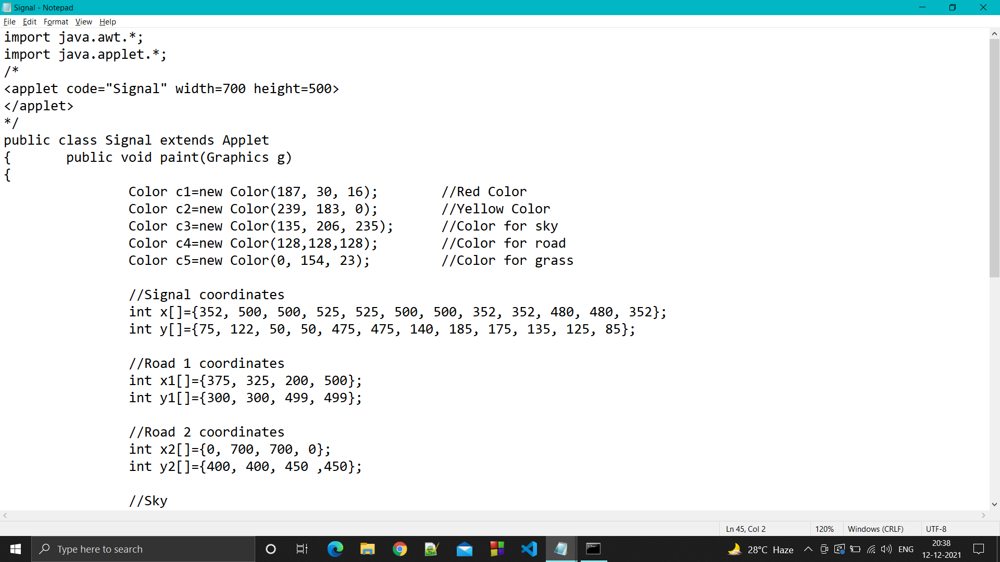 Signal - Notepad
File Edit Format View Help
import java.awt.*;
import java.applet.*;
/*
<applet code="Signal" width=700 height=500>
</applet>
*/
public class Signal extends Applet
{ public void paint(Graphics g)
{
Color c1=new Color(187, 30, 16); //Red Color
Color c2=new Color(239, 183, 0); //Yellow Color
Color c3=new Color(135, 206, 235); //Color for sky
Color c4=new Color(128,128,128); //Color for road
Color c5=new Color(0, 154, 23); //Color for grass
//Signal coordinates
int x[]={352, 500, 500, 525, 525, 500, 500, 352, 352, 480, 480, 352};
int y[]={75, 122, 50, 50, 475, 475, 140, 185, 175, 135, 125, 85};
//Road 1 coordinates
int x1[]={375, 325, 200, 500};
int y1[]={300, 300, 499, 499};
//Road 2 coordinates
int x2[]={0, 700, 700, 0};
int y2[]={400, 400, 450 ,450};
//Sky
Ln 45, Col 2 120% Windows (CRLF) UTF-8
Type here to search
28°C Haze ENG
20:38
12-12-2021